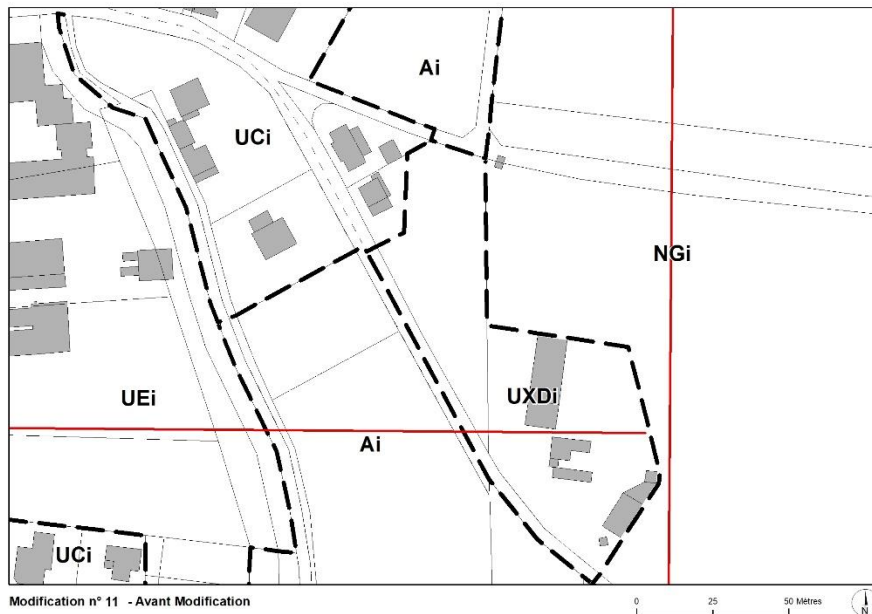 Ai
UCi
NGi
UEi
UXDi
Ai
UCi
Modification n° 11 - Avant Modification
0 25 50 Mètres
N